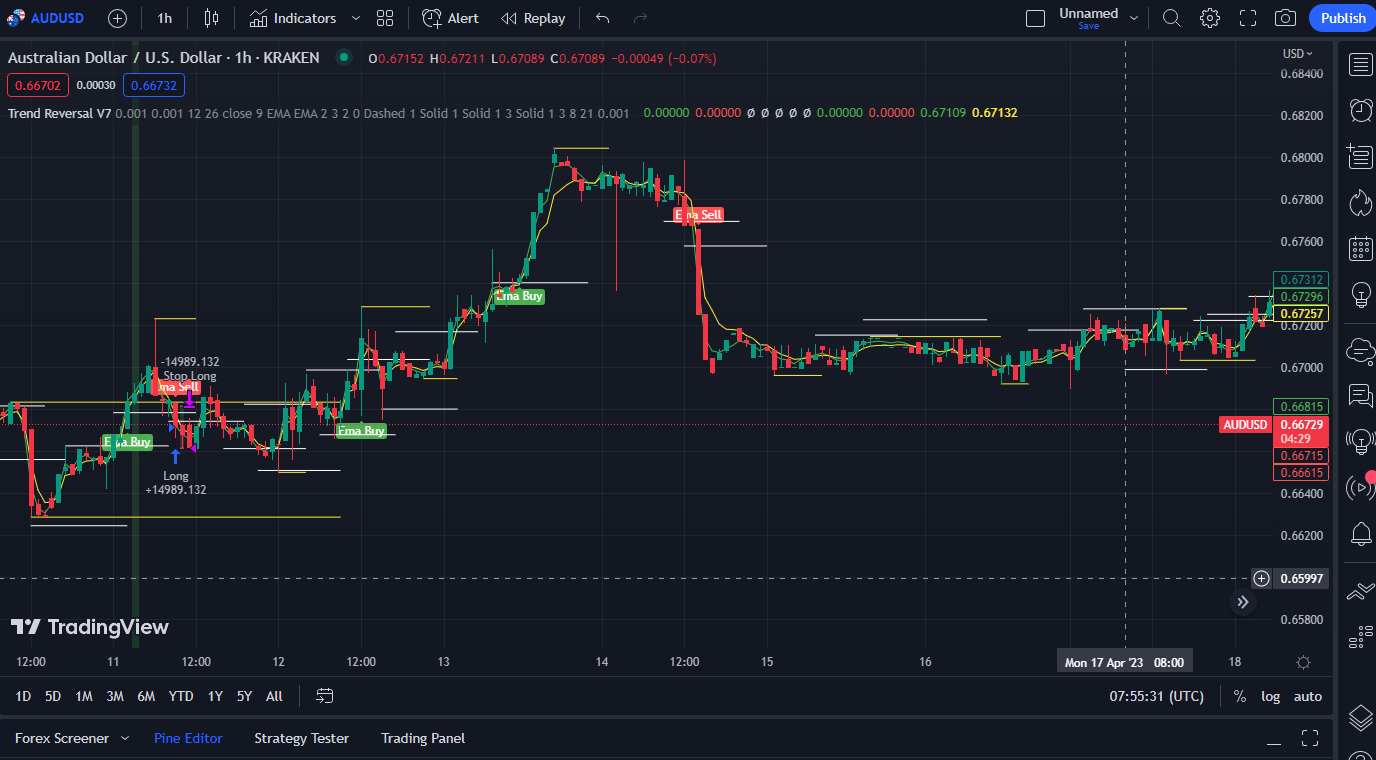 AUDUSD 1h Indicators Alert Replay Unnamed Publish
Save
Australian Dollar / U.S. Dollar · 1h · KRAKEN O0.67152 H0.67211 L0.67089 C0.67089 −0.00049 (−0.07%) USD
0.68400
0.66702 0.00030 0.66732
Trend Reversal V7 0.001 0.001 12 26 close 9 EMA EMA 2 3 2 0 Dashed 1 Solid 1 Solid 1 3 Solid 1 3 8 21 0.001 0.00000 0.00000 ø ø ø ø ø 0.00000 0.00000 0.67109 0.67132
0.68200
0.68000
0.67800
Ema Sell
0.67600
0.67312
Ema Buy
0.67296
0.67257
0.67200
-14989.132
0.67000
Stop Long
Ema Sell
0.66815
AUDUSD 0.66729
Ema Buy
04:29
Ema Buy
0.66715
Long
0.66615
+14989.132
0.66400
0.66200
0.65997
0.65800
TradingView
12:00 11 12:00 12 12:00 13 14 12:00 15 16 Mon 17 Apr '23 08:00 18
1D 5D 1M 3M 6M YTD 1Y 5Y All 07:55:31 (UTC) % log auto
Forex Screener Pine Editor Strategy Tester Trading Panel